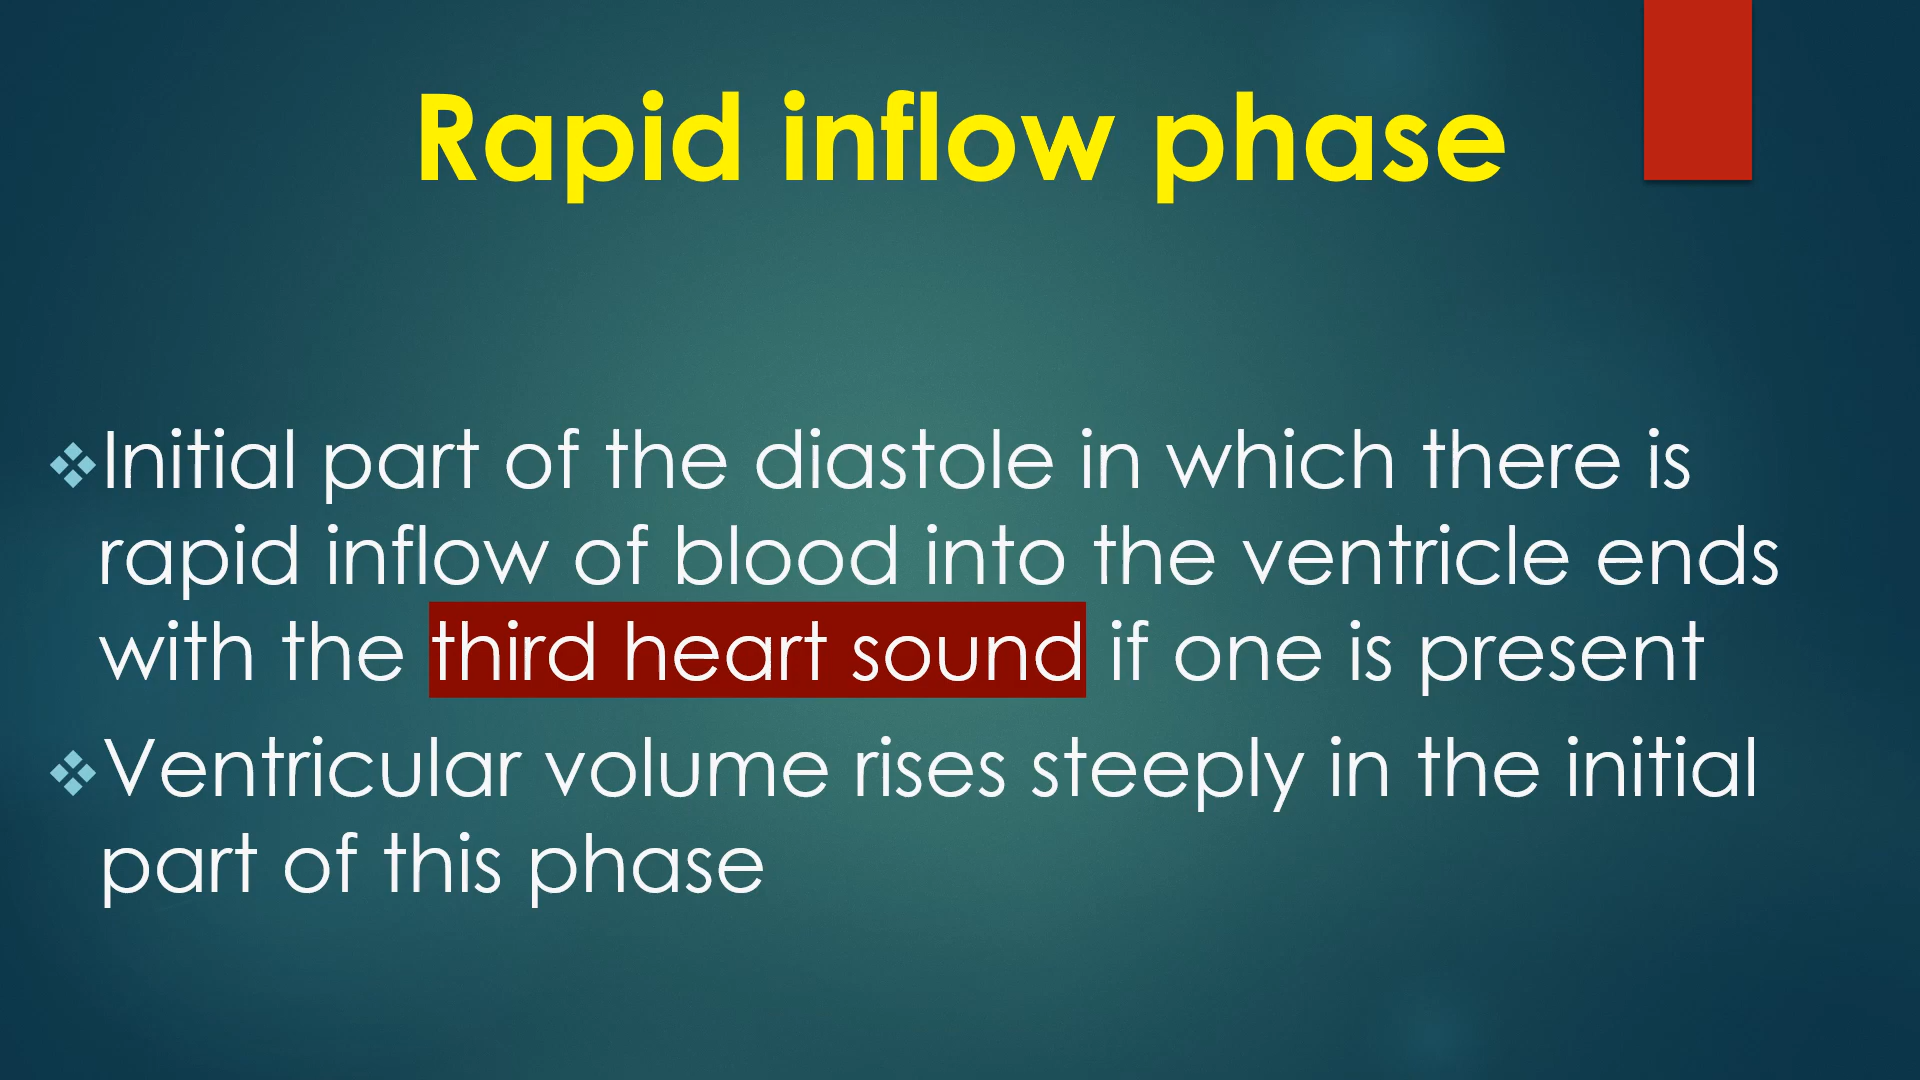 Rapid inflow phase
❖Initial part of the diastole in which there is
rapid inflow of blood into the ventricle ends
with the third heart sound if one is present
❖Ventricular volume rises steeply in the initial
part of this phase